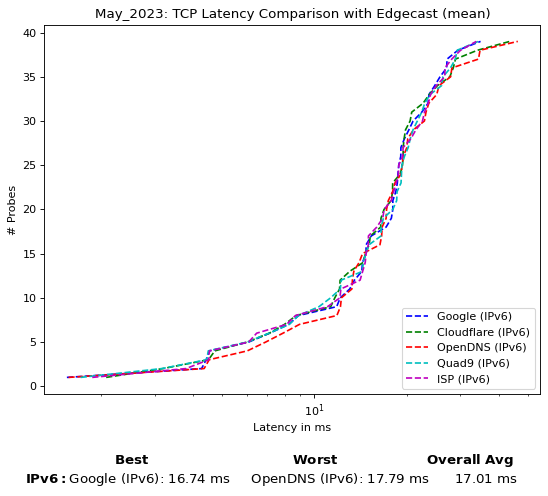 May_2023: TCP Latency Comparison with Edgecast (mean)
40
35
30
25
20
15
10
5
0
# Probes
10¹
Latency in ms
Google (IPv6)
Cloudflare (IPv6)
OpenDNS (IPv6)
Quad9 (IPv6)
ISP (IPv6)
Best Worst Overall Avg
IPv6: Google (IPv6): 16.74 ms OpenDNS (IPv6): 17.79 ms 17.01 ms